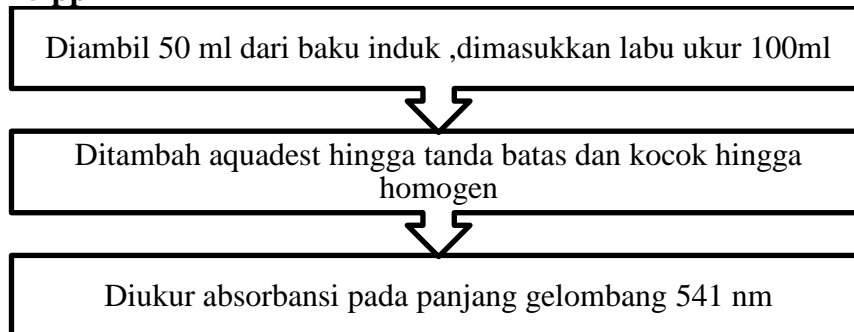 Diambil 50 ml dari baku induk ,dimasukkan labu ukur 100ml
Ditambah aquadest hingga tanda batas dan kocok hingga
homogen
Diukur absorbansi pada panjang gelombang 541 nm